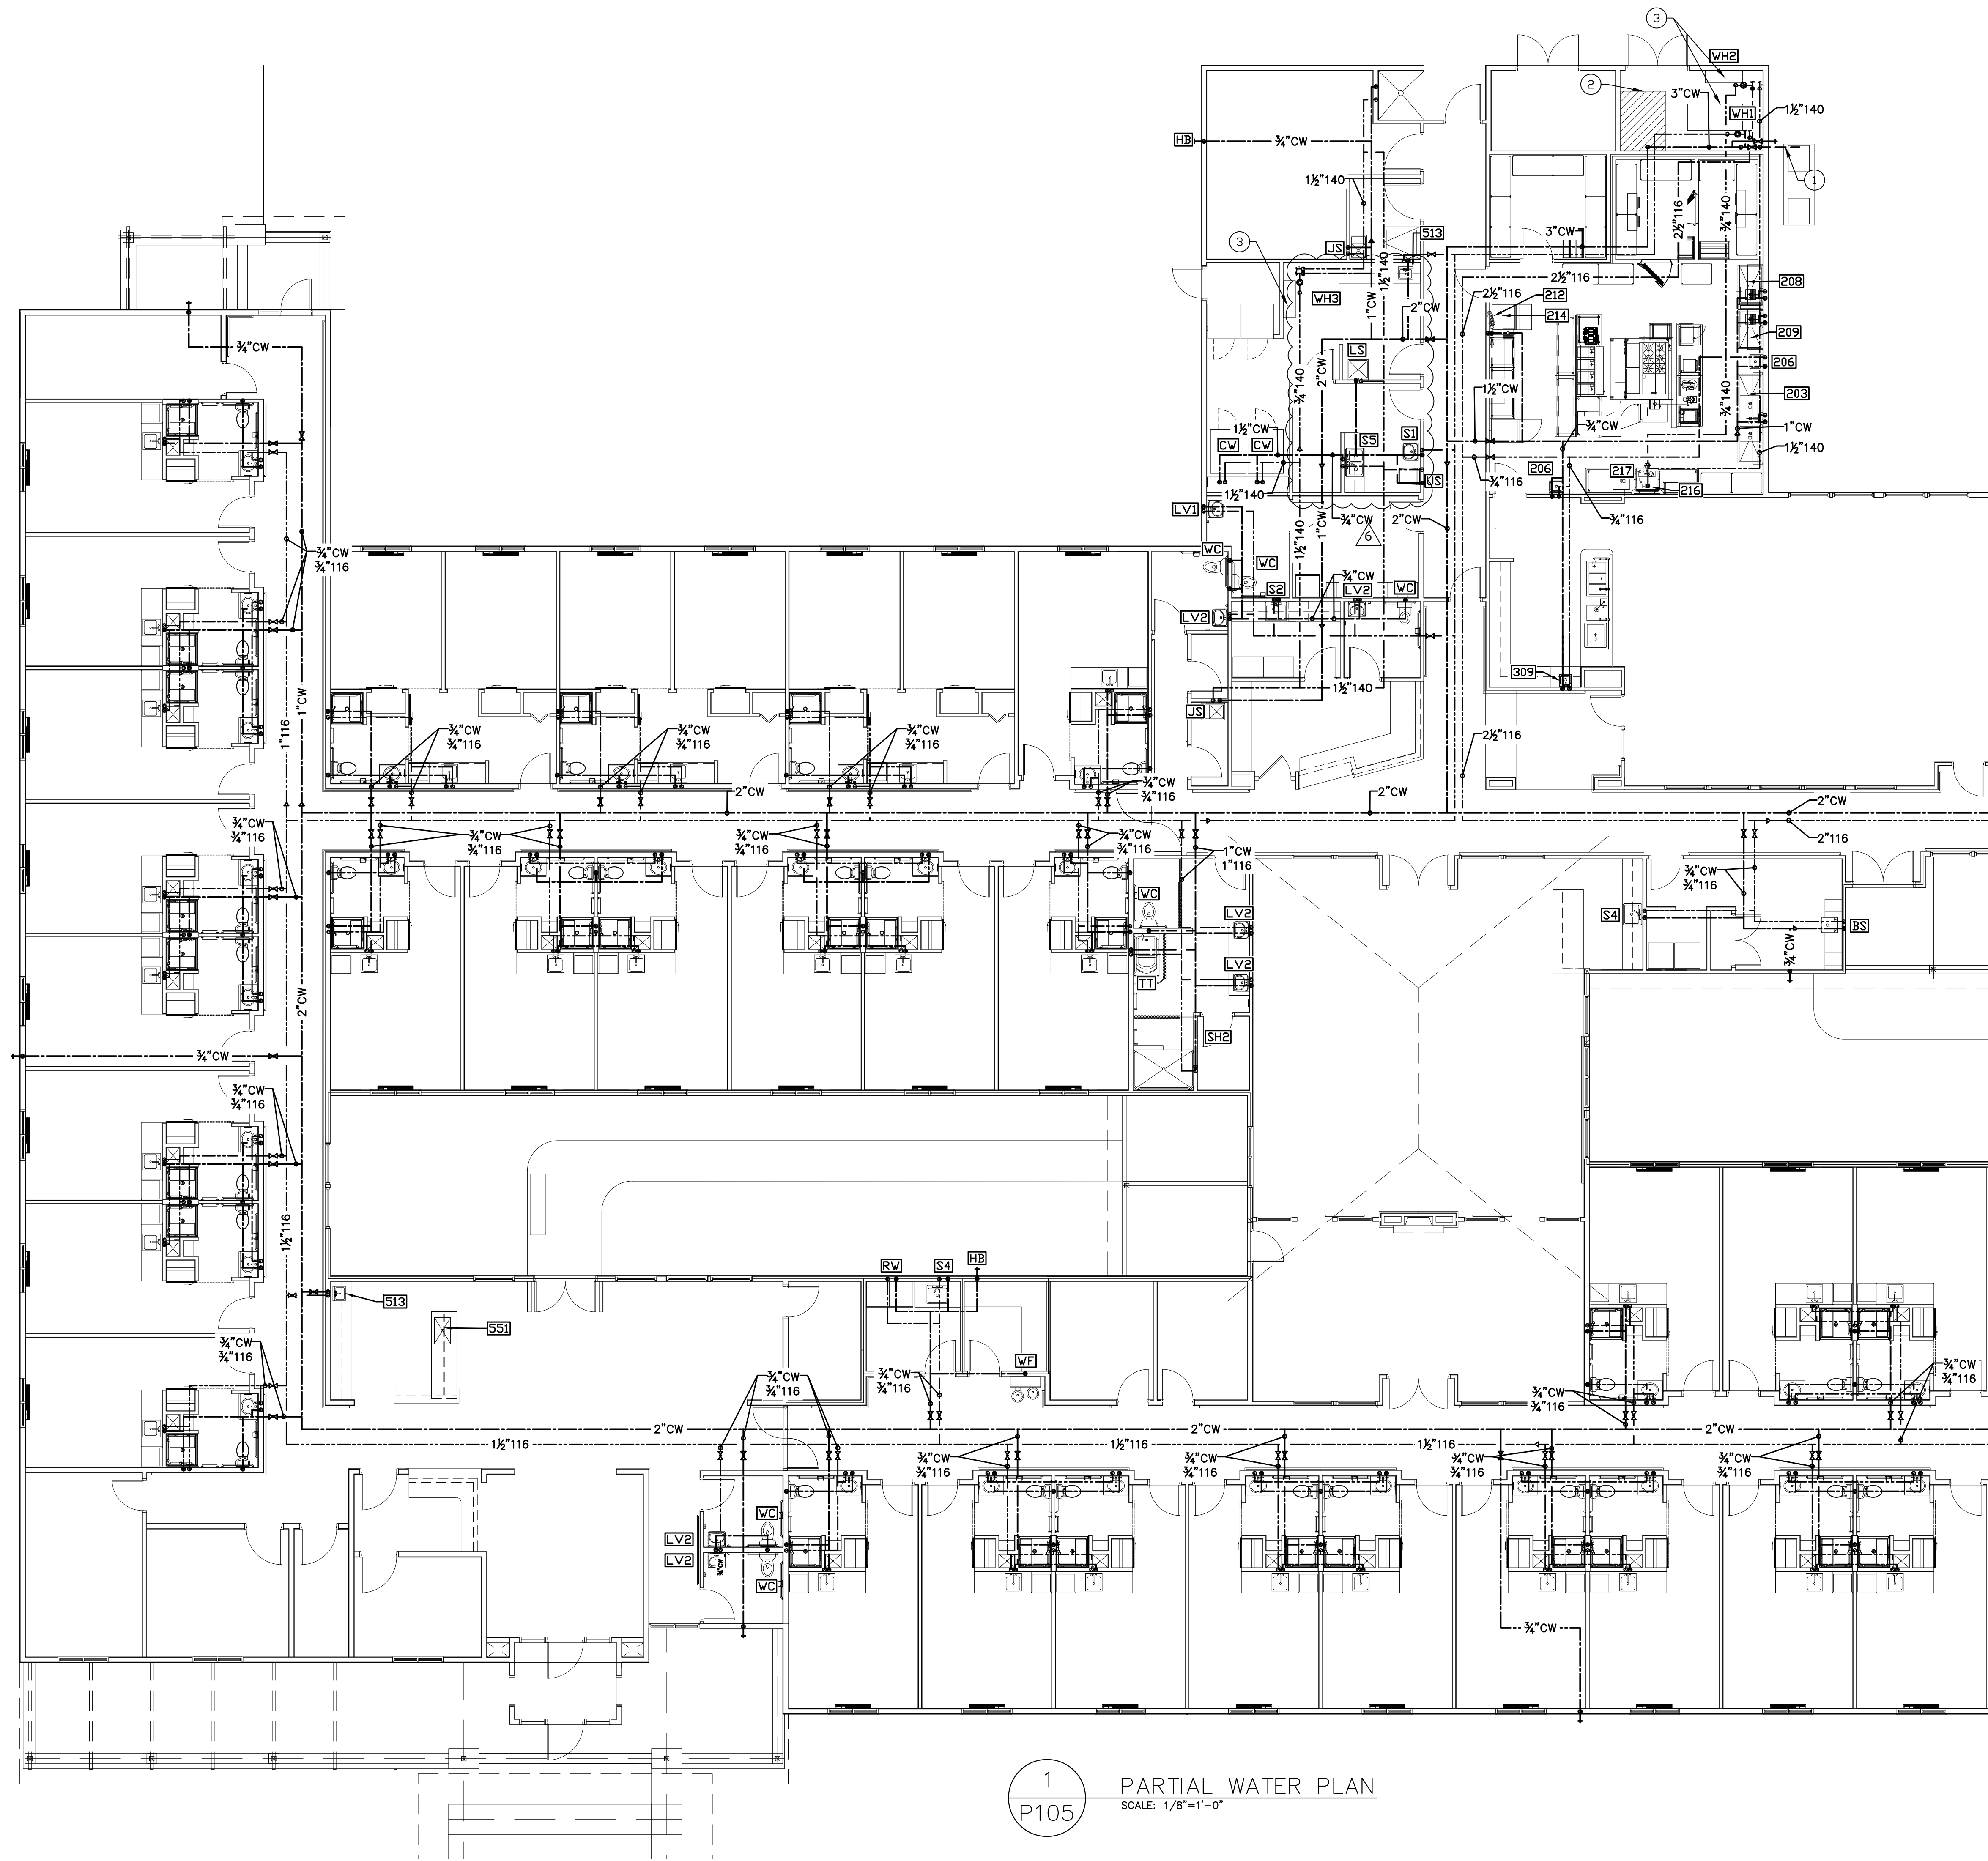 3
WH2
2
3"CW
WH1
1½"140
HB
¾"CW
1
1½"140
2½"116
¾"140
3
JS
513
3"CW
1½"140
2½"116
208
WH3
1"CW
2"CW
2½"116
212
214
209
LS
206
¾"140
2"CW
1½"CW
¾"140
203
¾"CW
1"CW
1½"CW
CW
CW
S5
S1
1½"140
¾"116
206
217
US
216
1½"140
LV1
¾"CW
2"CW
¾"116
6
1½"140
1"CW
¾"CW
¾"116
WC
WC
¾"CW
S2
LV2
WC
LV2
309
1½"140
JS
1"CW
1"116
¾"CW
¾"116
¾"CW
¾"116
¾"CW
¾"116
2½"116
2"CW
¾"CW
¾"116
2"CW
2"CW
2"116
¾"CW
¾"116
¾"CW
¾"116
¾"CW
¾"116
¾"CW
¾"116
1"CW
1"116
¾"CW
¾"116
WC
LV2
S4
BS
¾"CW
LV2
TT
2"CW
SH2
¾"CW
¾"CW
¾"116
1½"116
RW
S4
HB
513
551
¾"CW
¾"116
WF
¾"CW
¾"116
¾"CW
¾"116
¾"CW
¾"116
¾"CW
¾"116
2"CW
2"CW
2"CW
1½"116
1½"116
1½"116
¾"CW
¾"116
¾"CW
¾"116
¾"CW
¾"116
¾"CW
¾"116
WC
LV2
LV2
¾"CW
WC
¾"CW
1
P105
PARTIAL WATER PLAN
SCALE: 1/8"=1'-0"